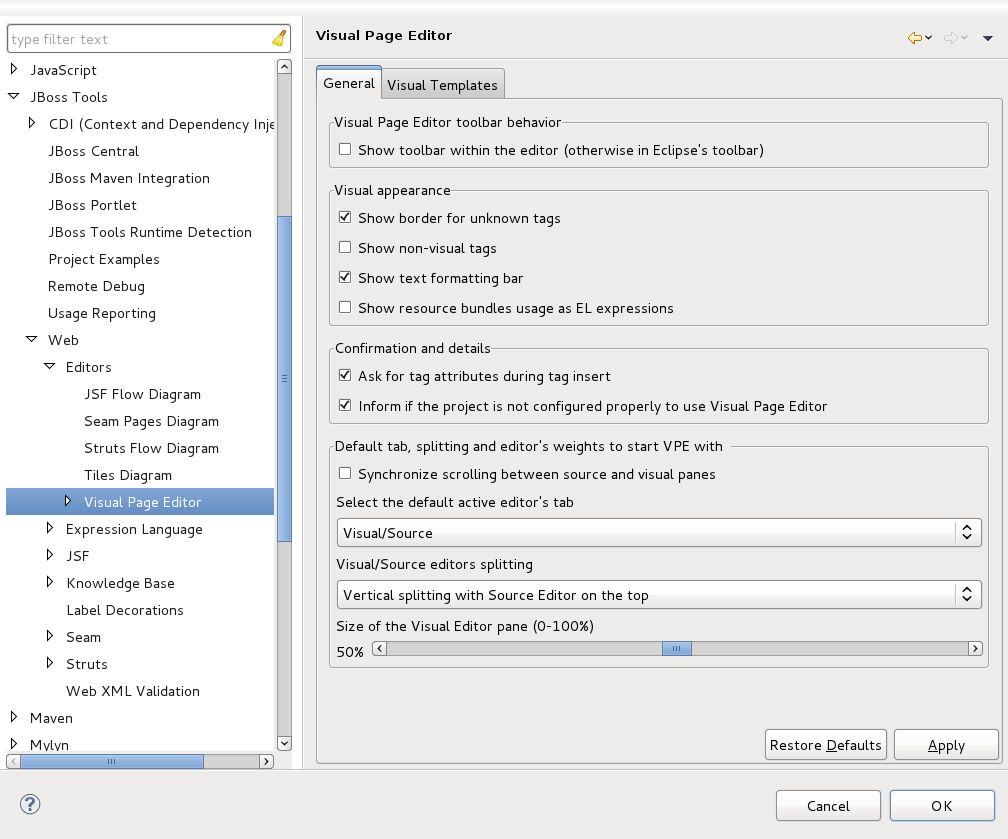 type filter text
JavaScript
JBoss Tools
CDI (Context and Dependency Inje
JBoss Central
JBoss Maven Integration
JBoss Portlet
JBoss Tools Runtime Detection
Project Examples
Remote Debug
Usage Reporting
Web
Editors
JSF Flow Diagram
Seam Pages Diagram
Struts Flow Diagram
Tiles Diagram
Visual Page Editor
Expression Language
JSF
Knowledge Base
Label Decorations
Seam
Struts
Web XML Validation
Maven
Mylyn
Visual Page Editor
General
Visual Templates
Visual Page Editor toolbar behavior
Show toolbar within the editor (otherwise in Eclipse's toolbar)
Visual appearance
Show border for unknown tags
Show non-visual tags
Show text formatting bar
Show resource bundles usage as EL expressions
Confirmation and details
Ask for tag attributes during tag insert
Inform if the project is not configured properly to use Visual Page Editor
Default tab, splitting and editor's weights to start VPE with
Synchronize scrolling between source and visual panes
Select the default active editor's tab
Visual/Source
Visual/Source editors splitting
Vertical splitting with Source Editor on the top
Size of the Visual Editor pane (0-100%)
50%
Restore Defaults
Apply
Cancel
OK